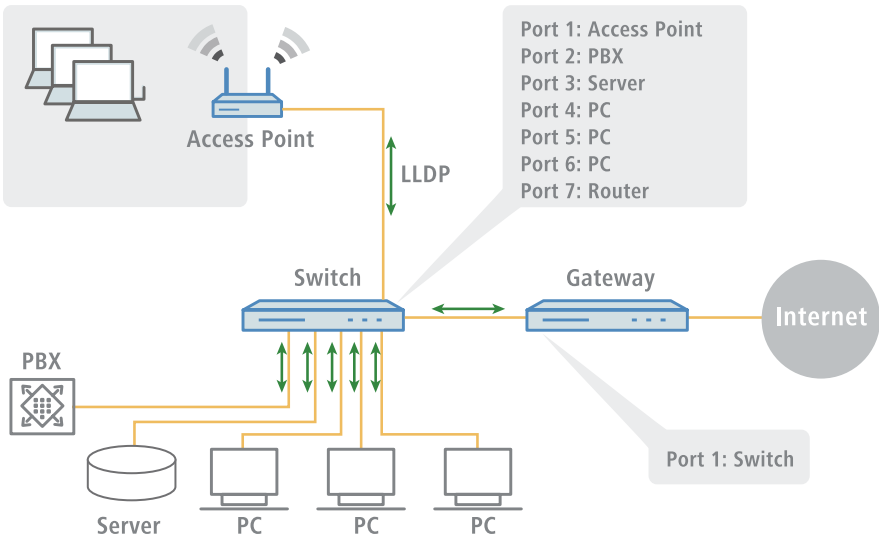 Port 1: Access Point
Port 2: PBX
Port 3: Server
Port 4: PC
Port 5: PC
Port 6: PC
Port 7: Router
Access Point
LLDP
Switch
Gateway
Internet
PBX
Port 1: Switch
Server
PC
PC
PC